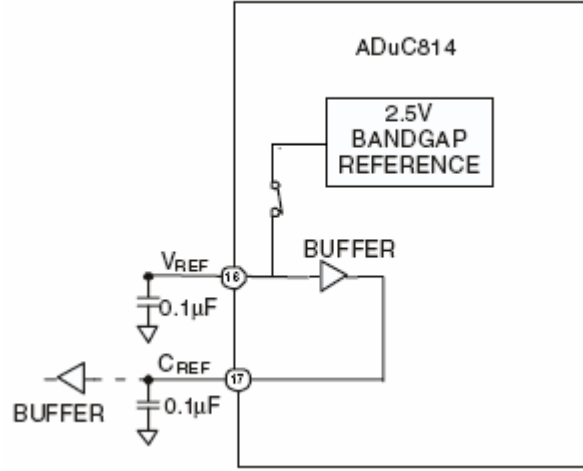 ADuC814
2.5V
BANDGAP
REFERENCE
BUFFER
VREF
16
0.1µF
CREF
17
BUFFER
0.1µF